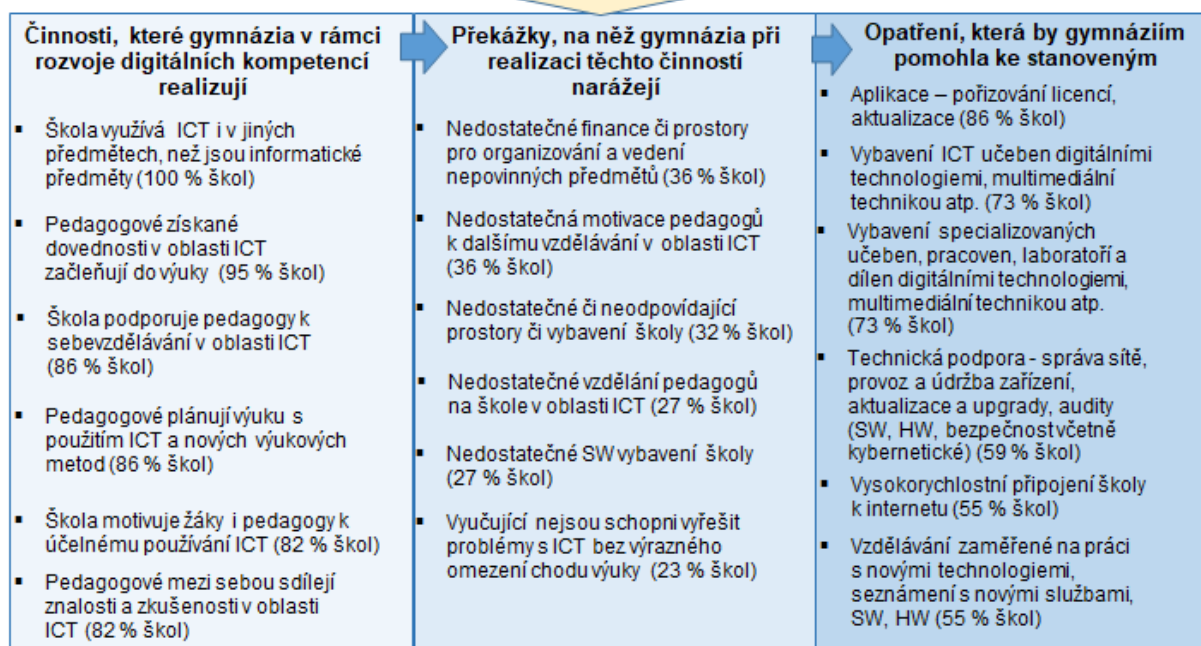 Činnosti, které gymnázia v rámci
rozvoje digitálních kompetencí
realizují
▪ Škola využívá ICT i v jiných
předmětech, než jsou informatické
předměty (100 % škol)
▪ Pedagogové získané
dovednosti v oblasti ICT
začleňují do výuky (95 % škol)
▪ Škola podporuje pedagogy k
sebevzdělávání v oblasti ICT
(86 % škol)
▪ Pedagogové plánují výuku s
použitím ICT a nových výukových
metod (86 % škol)
▪ Škola motivuje žáky i pedagogy k
účelnému používání ICT (82 % škol)
▪ Pedagogové mezi sebou sdílejí
znalosti a zkušenosti v oblasti
ICT (82 % škol)
Překážky, na něž gymnázia při
realizaci těchto činností
narážejí
▪ Nedostatečné finance či prostory
pro organizování a vedení
nepovinných předmětů (36 % škol)
▪ Nedostatečná motivace pedagogů
k dalšímu vzdělávání v oblasti ICT
(36 % škol)
▪ Nedostatečné či neodpovídající
prostory či vybavení školy (32 % škol)
▪ Nedostatečné vzdělání pedagogů
na škole v oblasti ICT (27 % škol)
▪ Nedostatečné SW vybavení školy
(27 % škol)
▪ Vyučující nejsou schopni vyřešit
problémy s ICT bez výrazného
omezení chodu výuky (23 % škol)
Opatření, která by gymnáziím
pomohla ke stanoveným
▪ Aplikace – pořizování licencí,
aktualizace (86 % škol)
▪ Vybavení ICT učeben digitálními
technologiemi, multimediální
technikou atp. (73 % škol)
▪ Vybavení specializovaných
učeben, pracoven, laboratoří a
dílen digitálními technologiemi,
multimediální technikou atp.
(73 % škol)
▪ Technická podpora - správa sítě,
provoz a údržba zařízení,
aktualizace a upgrady, audity
(SW, HW, bezpečnost včetně
kybernetické) (59 % škol)
▪ Vysokorychlostní připojení školy
k internetu (55 % škol)
▪ Vzdělávání zaměřené na práci
s novými technologiemi,
seznámení s novými službami,
SW, HW (55 % škol)